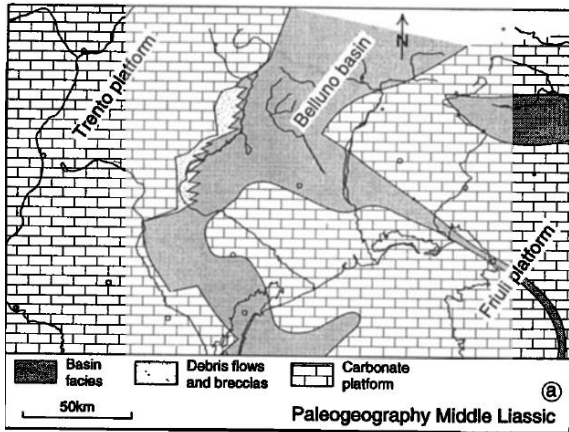 N
Trento platform
Belluno basin
Friuli platform
Basin
facies
Debris flows
and breccias
Carbonate
platform
a
50km
Paleogeography Middle Liassic